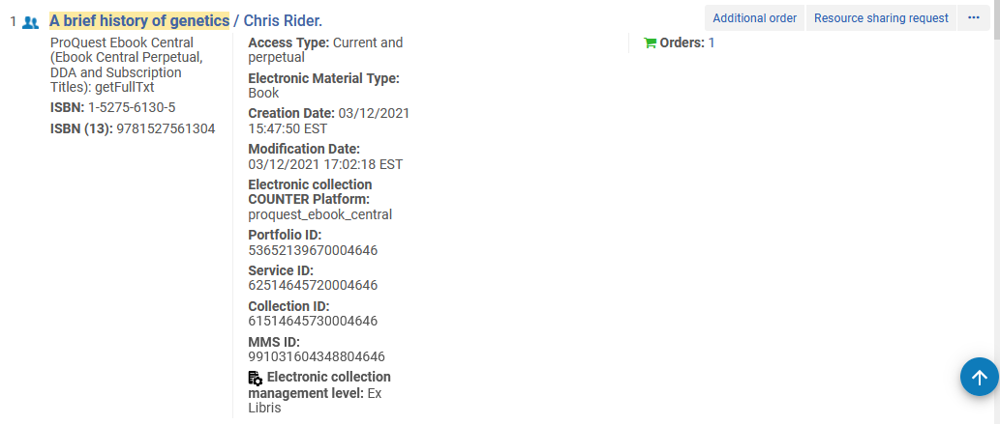 1 A brief history of genetics / Chris Rider.
Additional order
Resource sharing request
ProQuest Ebook Central
(Ebook Central Perpetual,
DDA and Subscription
Titles): getFullTxt
ISBN: 1-5275-6130-5
ISBN (13): 9781527561304
Access Type: Current and
perpetual
Electronic Material Type:
Book
Creation Date: 03/12/2021
15:47:50 EST
Modification Date:
03/12/2021 17:02:18 EST
Electronic collection
COUNTER Platform:
proquest_ebook_central
Portfolio ID:
53652139670004646
Service ID:
62514645720004646
Collection ID:
61514645730004646
MMS ID:
991031604348804646
Electronic collection
management level: Ex
Libris
Orders: 1